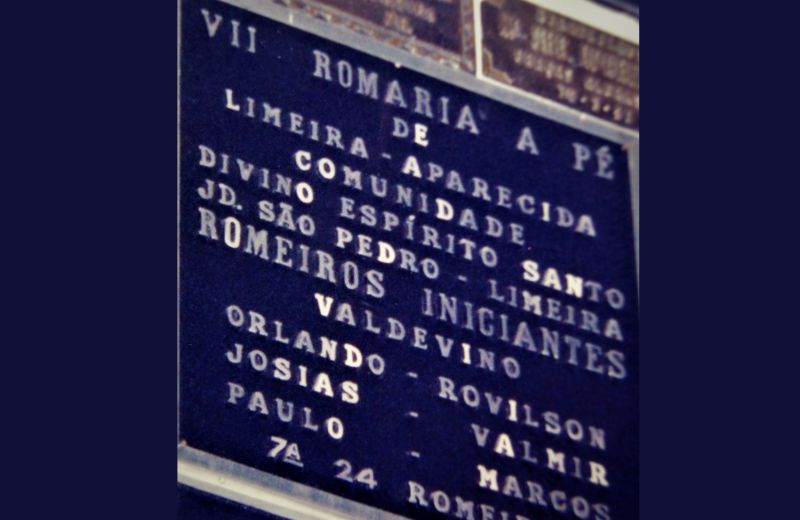 VII ROMARIA A PÉ
DE
LIMEIRA - APARECIDA
COMUNIDADE
DIVINO ESPÍRITO SANTO
JD. SÃO PEDRO - LIMEIRA
ROMEIROS INICIANTES
VALDEVINO
ORLANDO - ROVILSON
JOSIAS - VALMIR
PAULO - MARCOS
7A 24